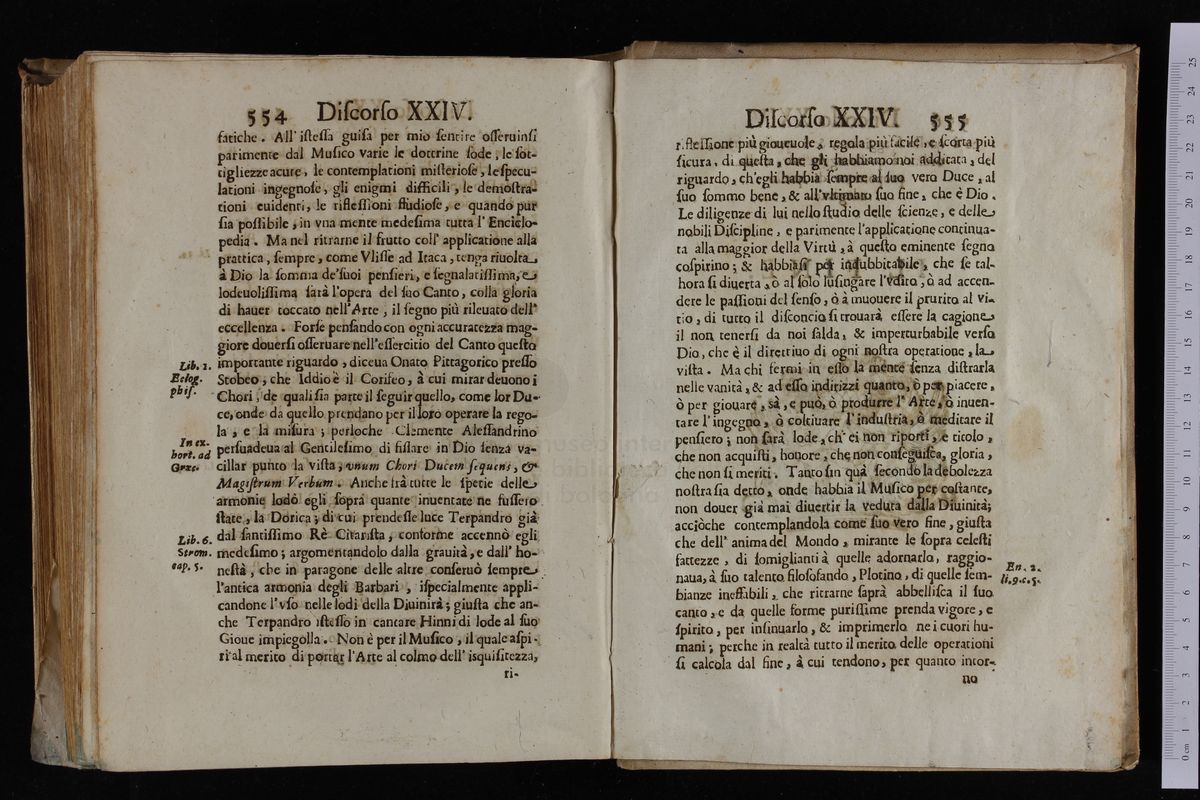 554 Diſcorſo XXIV.
fatiche. All' iſteſſa guiſa per mio ſentire oſſeruinſi
parimente dal Muſico varie le dottrine ſode, le ſot-
tigliezze acute, le contemplationi miſterioſe, le ſpecu-
lationi ingegnoſe, gli enigmi difficili, le demoſtra-
tioni euidenti, le rifleſſioni ſtudioſe, e quando pur
ſia poſſibile, in vna mente medeſima tutta l' Enciclo-
pedia. Ma nel ritrarne il frutto coll' applicatione alla
prattica, ſempre, come Vliſſe ad Itaca, tenga riuolta
à Dio la ſomma de' ſuoi penſieri, e ſegnalatiſſima, e
lodeuoliſſima ſarà l'opera del ſuo Canto, colla gloria
di hauer toccato nell' Arte, il ſegno più rileuato dell'
eccellenza. Forſe penſando con ogni accuratezza mag-
giore douerſi oſſeruare nell'eſſercitio del Canto queſto
importante riguardo, diceua Onato Pittagorico preſſo
Stobeo, che Iddio è il Corifeo, à cui mirar deuono i
Chori, de quali ſia parte il ſeguir quello, come lor Du-
ce, onde da quello prendano per il loro operare la rego-
la, e la miſura; perloche Clemente Aleſſandrino
perſuadeua al Gentileſimo di fiſſare in Dio ſenza va-
cillar punto la viſta, vnum Chori Ducem ſequens, &
Magiſtrum Verbum. Anche frà tutte le ſpetie delle
armonie lodò egli ſopra quante inuentate ne fuſſero
ſtate, la Dorica; di cui prendeſſe luce Terpandro già
dal ſantiſſimo Rè Citariſta, conforme accennò egli
medeſimo; argomentandolo dalla grauità, e dall' ho-
neſtà, che in paragone delle altre conſeruò ſempre
l'antica armonia degli Barbari, iſpecialmente appli-
candone l'vſo nelle lodi della Diuinità; giuſta che an-
che Terpandro iſteſſo in cantare Hinni di lode al ſuo
Gioue impiegolla. Non è per il Muſico, il quale aſpi-
ri al merito di portar l'Arte al colmo dell' iſquiſitezza,
ri-
Lib. 1.
Eclog.
phiſ.
In ex-
hort. ad
Græc.
Lib. 6.
Strom.
cap. 5.
Diſcorſo XXIV. 555
rifleſſione più gioueuole, regola più facile, e ſcorta più
ſicura, di queſta, che gli habbiamo noi additata, del
riguardo, ch'egli habbia ſempre al ſuo vero Duce, al
ſuo ſommo bene, & all'vltimato ſuo fine, che è Dio.
Le diligenze di lui nello ſtudio delle ſcienze, e delle
nobili Diſcipline, e parimente l'applicatione continua-
ta alla maggior della Virtù, à queſto eminente ſegno
coſpirino; & habbiaſi per indubbitabile, che ſe tal-
hora ſi diuerta, ò al ſolo luſingare l'vdito, ò ad accen-
dere le paſſioni del ſenſo, ò à muouere il prurito al vi-
tio, di tutto il diſconcio ſi trouarà eſſere la cagione
il non tenerſi da noi ſalda, & imperturbabile verſo
Dio, che è il direttiuo di ogni noſtra operatione, la
viſta. Ma chi fermi in eſſo la mente ſenza diſtrarla
nelle vanità, & ad eſſo indirizzi quanto, ò per piacere,
ò per giouare, sà, e può, ò produrre l' Arte, ò inuen-
tare l'ingegno, ò coltiuare l'induſtria, ò meditare il
penſiero; non ſarà lode, ch' ei non riporti, e titolo,
che non acquiſti, honore, che non conſeguiſca, gloria,
che non ſi meriti. Tanto ſin quà ſecondo la debolezza
noſtra ſia detto, onde habbia il Muſico per coſtante,
non douer già mai diuertir la veduta dalla Diuinità;
acciòche contemplandola come ſuo vero fine, giuſta
che dell' anima del Mondo, mirante le ſopra celeſti
fattezze, di ſomiglianti à quelle adornarlo, raggio-
naua, à ſuo talento filoſofando, Plotino, di quelle ſem-
bianze ineffabili, che ritrarne ſaprà abbelliſca il ſuo
canto, e da quelle forme puriſſime prenda vigore, e
ſpirito, per inſinuarlo, & imprimerlo ne i cuori hu-
mani; perche in realtà tutto il merito delle operationi
ſi calcola dal fine, à cui tendono, per quanto intor-
no
En. 2.
li. 9. c. 5.